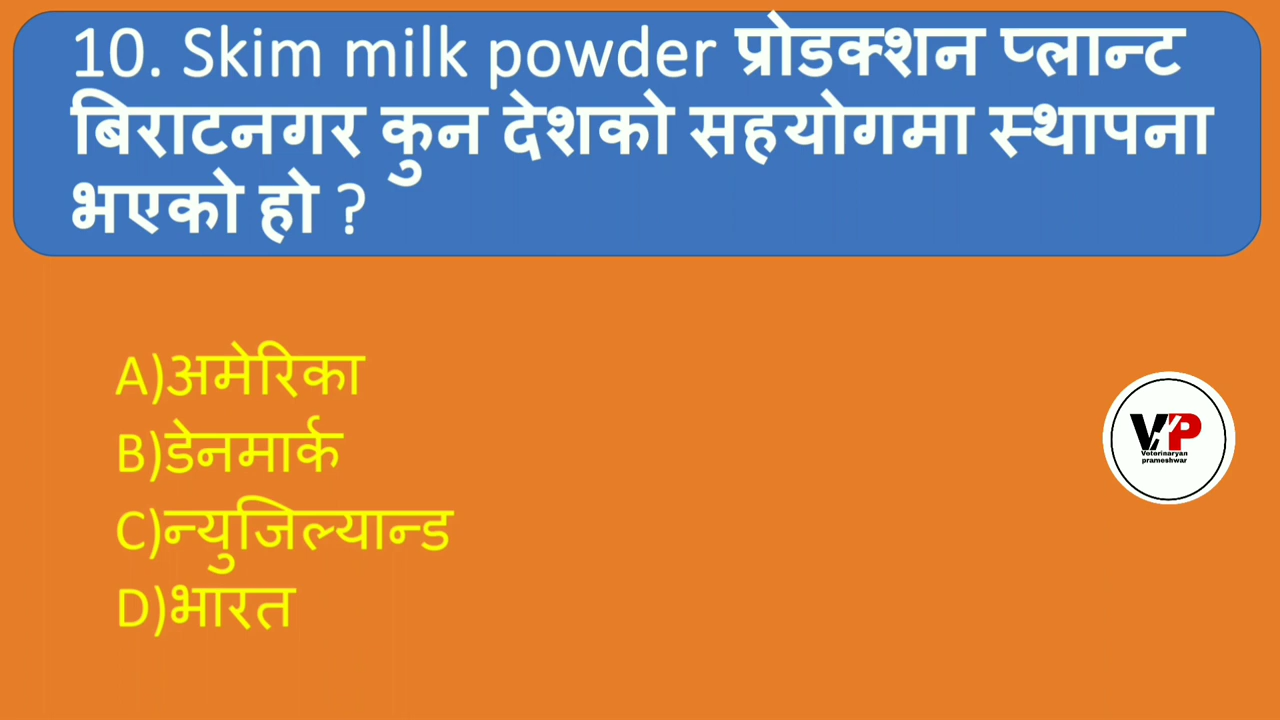 10. Skim milk powder प्रोडक्शन प्लान्ट
बिराटनगर कुन देशको सहयोगमा स्थापना
भएको हो ?
A)अमेरिका
B)डेनमार्क
C)न्युजिल्यान्ड
D)भारत
VP
Veterinaryan
prameshwar